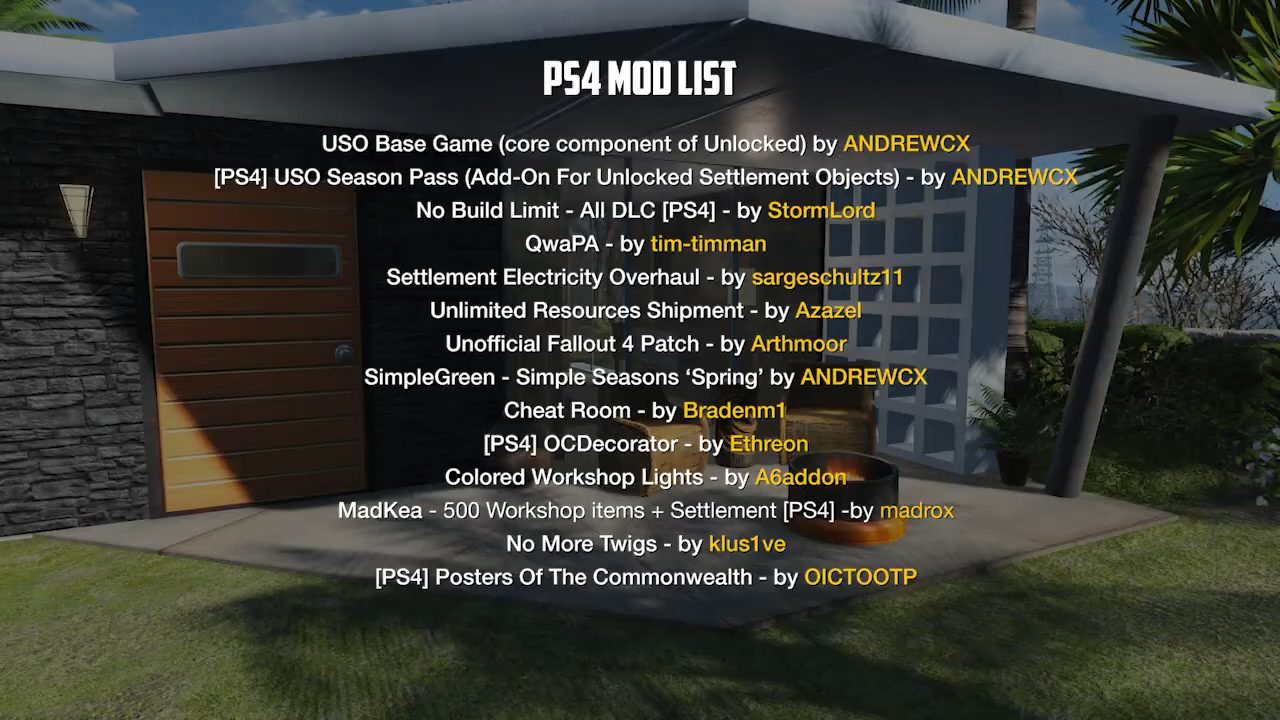 PS4 MOD LIST
USO Base Game (core component of Unlocked) by ANDREWCX
[PS4] USO Season Pass (Add-On For Unlocked Settlement Objects) - by ANDREWCX
No Build Limit - All DLC [PS4] - by StormLord
QwaPA - by tim-timman
Settlement Electricity Overhaul - by sargeschultz11
Unlimited Resources Shipment - by Azazel
Unofficial Fallout 4 Patch - by Arthmoor
SimpleGreen - Simple Seasons ‘Spring’ by ANDREWCX
Cheat Room - by Bradenm1
[PS4] OCDecorator - by Ethreon
Colored Workshop Lights - by A6addon
MadKea - 500 Workshop items + Settlement [PS4] -by madrox
No More Twigs - by klus1ve
[PS4] Posters Of The Commonwealth - by OICTOOTP